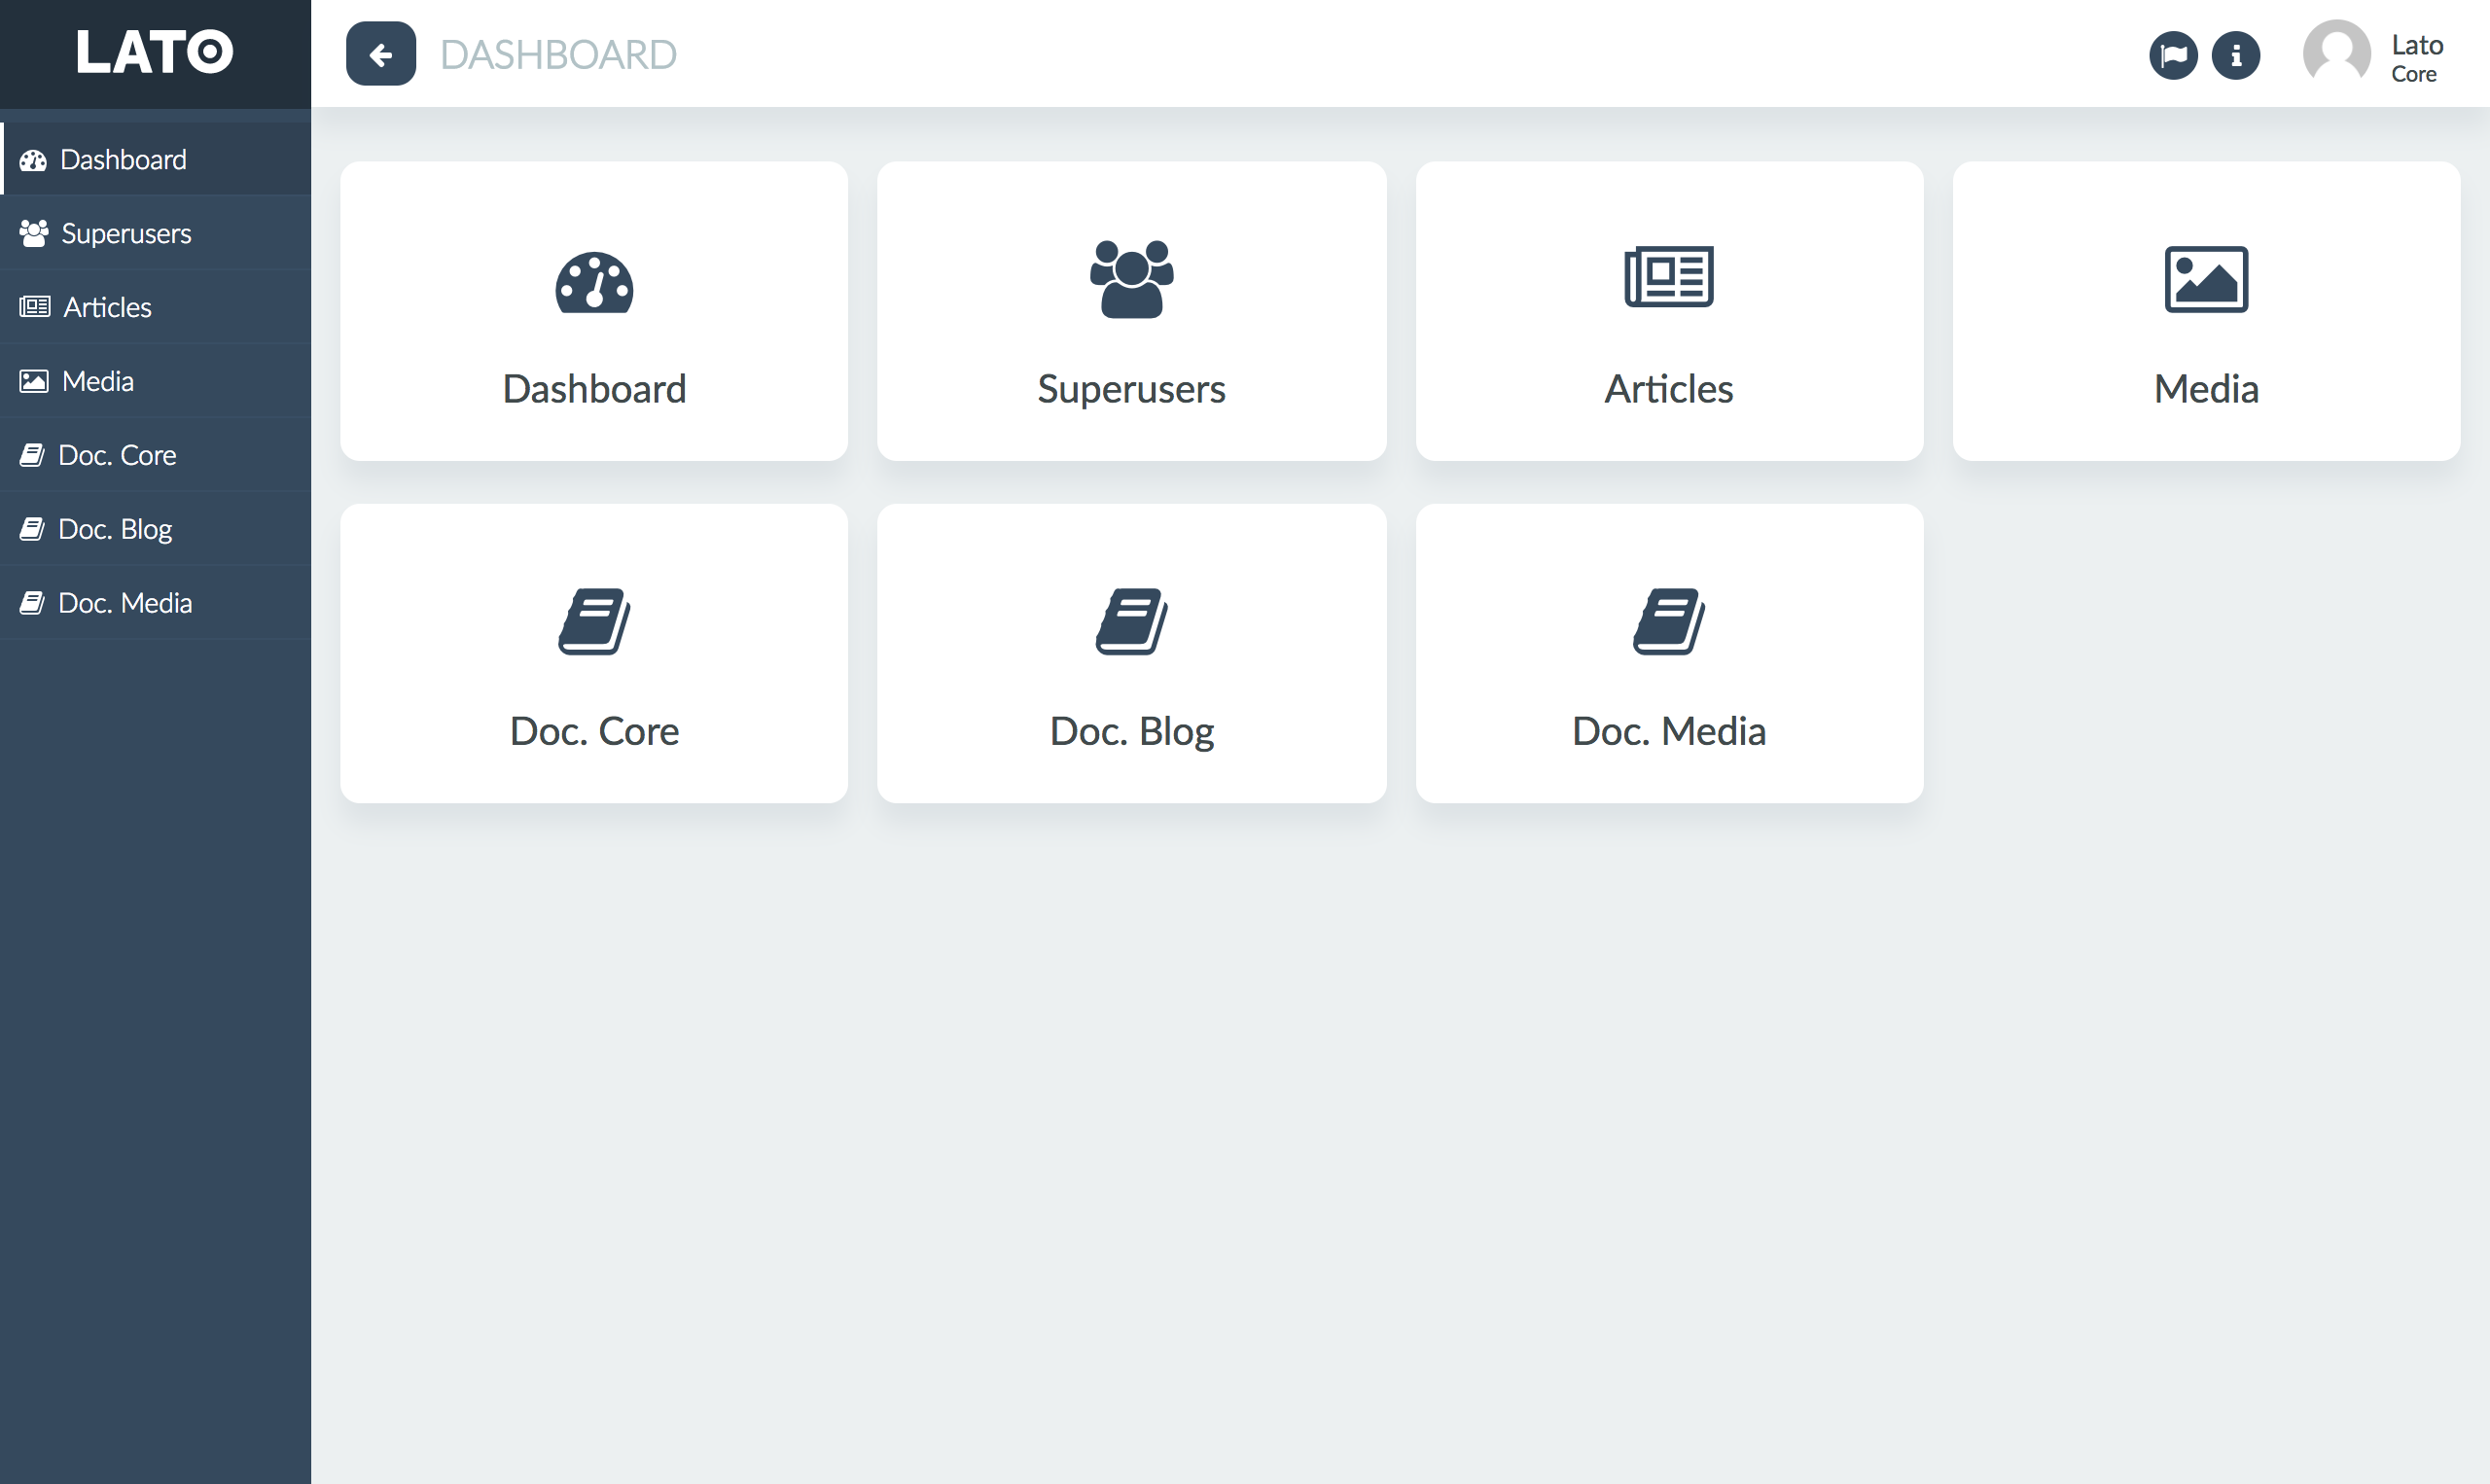 LATO
DASHBOARD
Lato
Core
Dashboard
Superusers
Articles
Media
Doc. Core
Doc. Blog
Doc. Media
Dashboard
Superusers
Articles
Media
Doc. Core
Doc. Blog
Doc. Media